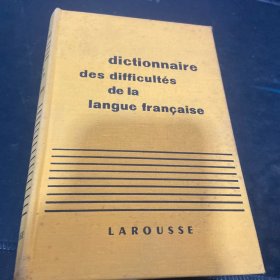 dictionnaire
des difficultés
de la
langue française
LAROUSSE